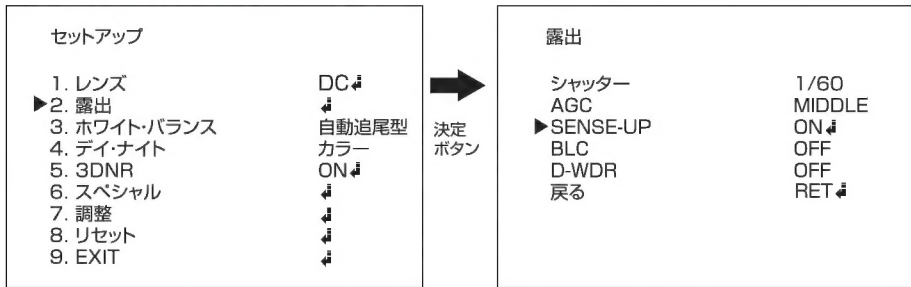 セットアップ
1. レンズ DC↲
▶2. 露出 ↲
3. ホワイト・バランス 自動追尾型
4. デイ・ナイト カラー
5. 3DNR ON↲
6. スペシャル ↲
7. 調整 ↲
8. リセット ↲
9. EXIT ↲
決定
ボタン
露出
シャッター 1/60
AGC MIDDLE
▶SENSE-UP ON↲
BLC OFF
D-WDR OFF
戻る RET↲